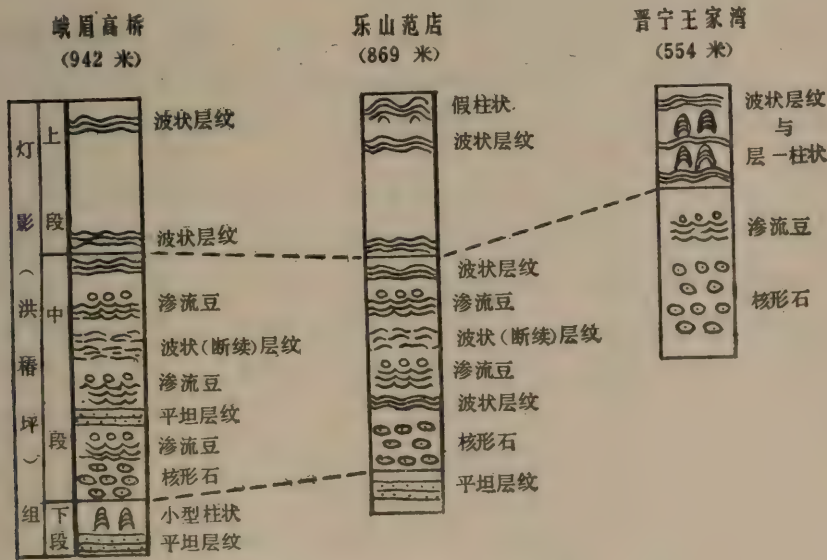 峨眉高桥
(942 米)
乐山范店
(869 米)
晋宁王家湾
(554 米)
灯影(洪椿坪)组
上段
中段
下段
波状层纹
波状层纹
渗流豆
波状(断续)层纹
渗流豆
平坦层纹
渗流豆
核形石
小型柱状
平坦层纹
假柱状
波状层纹
波状层纹
渗流豆
波状(断续)层纹
渗流豆
波状层纹
核形石
平坦层纹
波状层纹
与
层一柱状
渗流豆
核形石